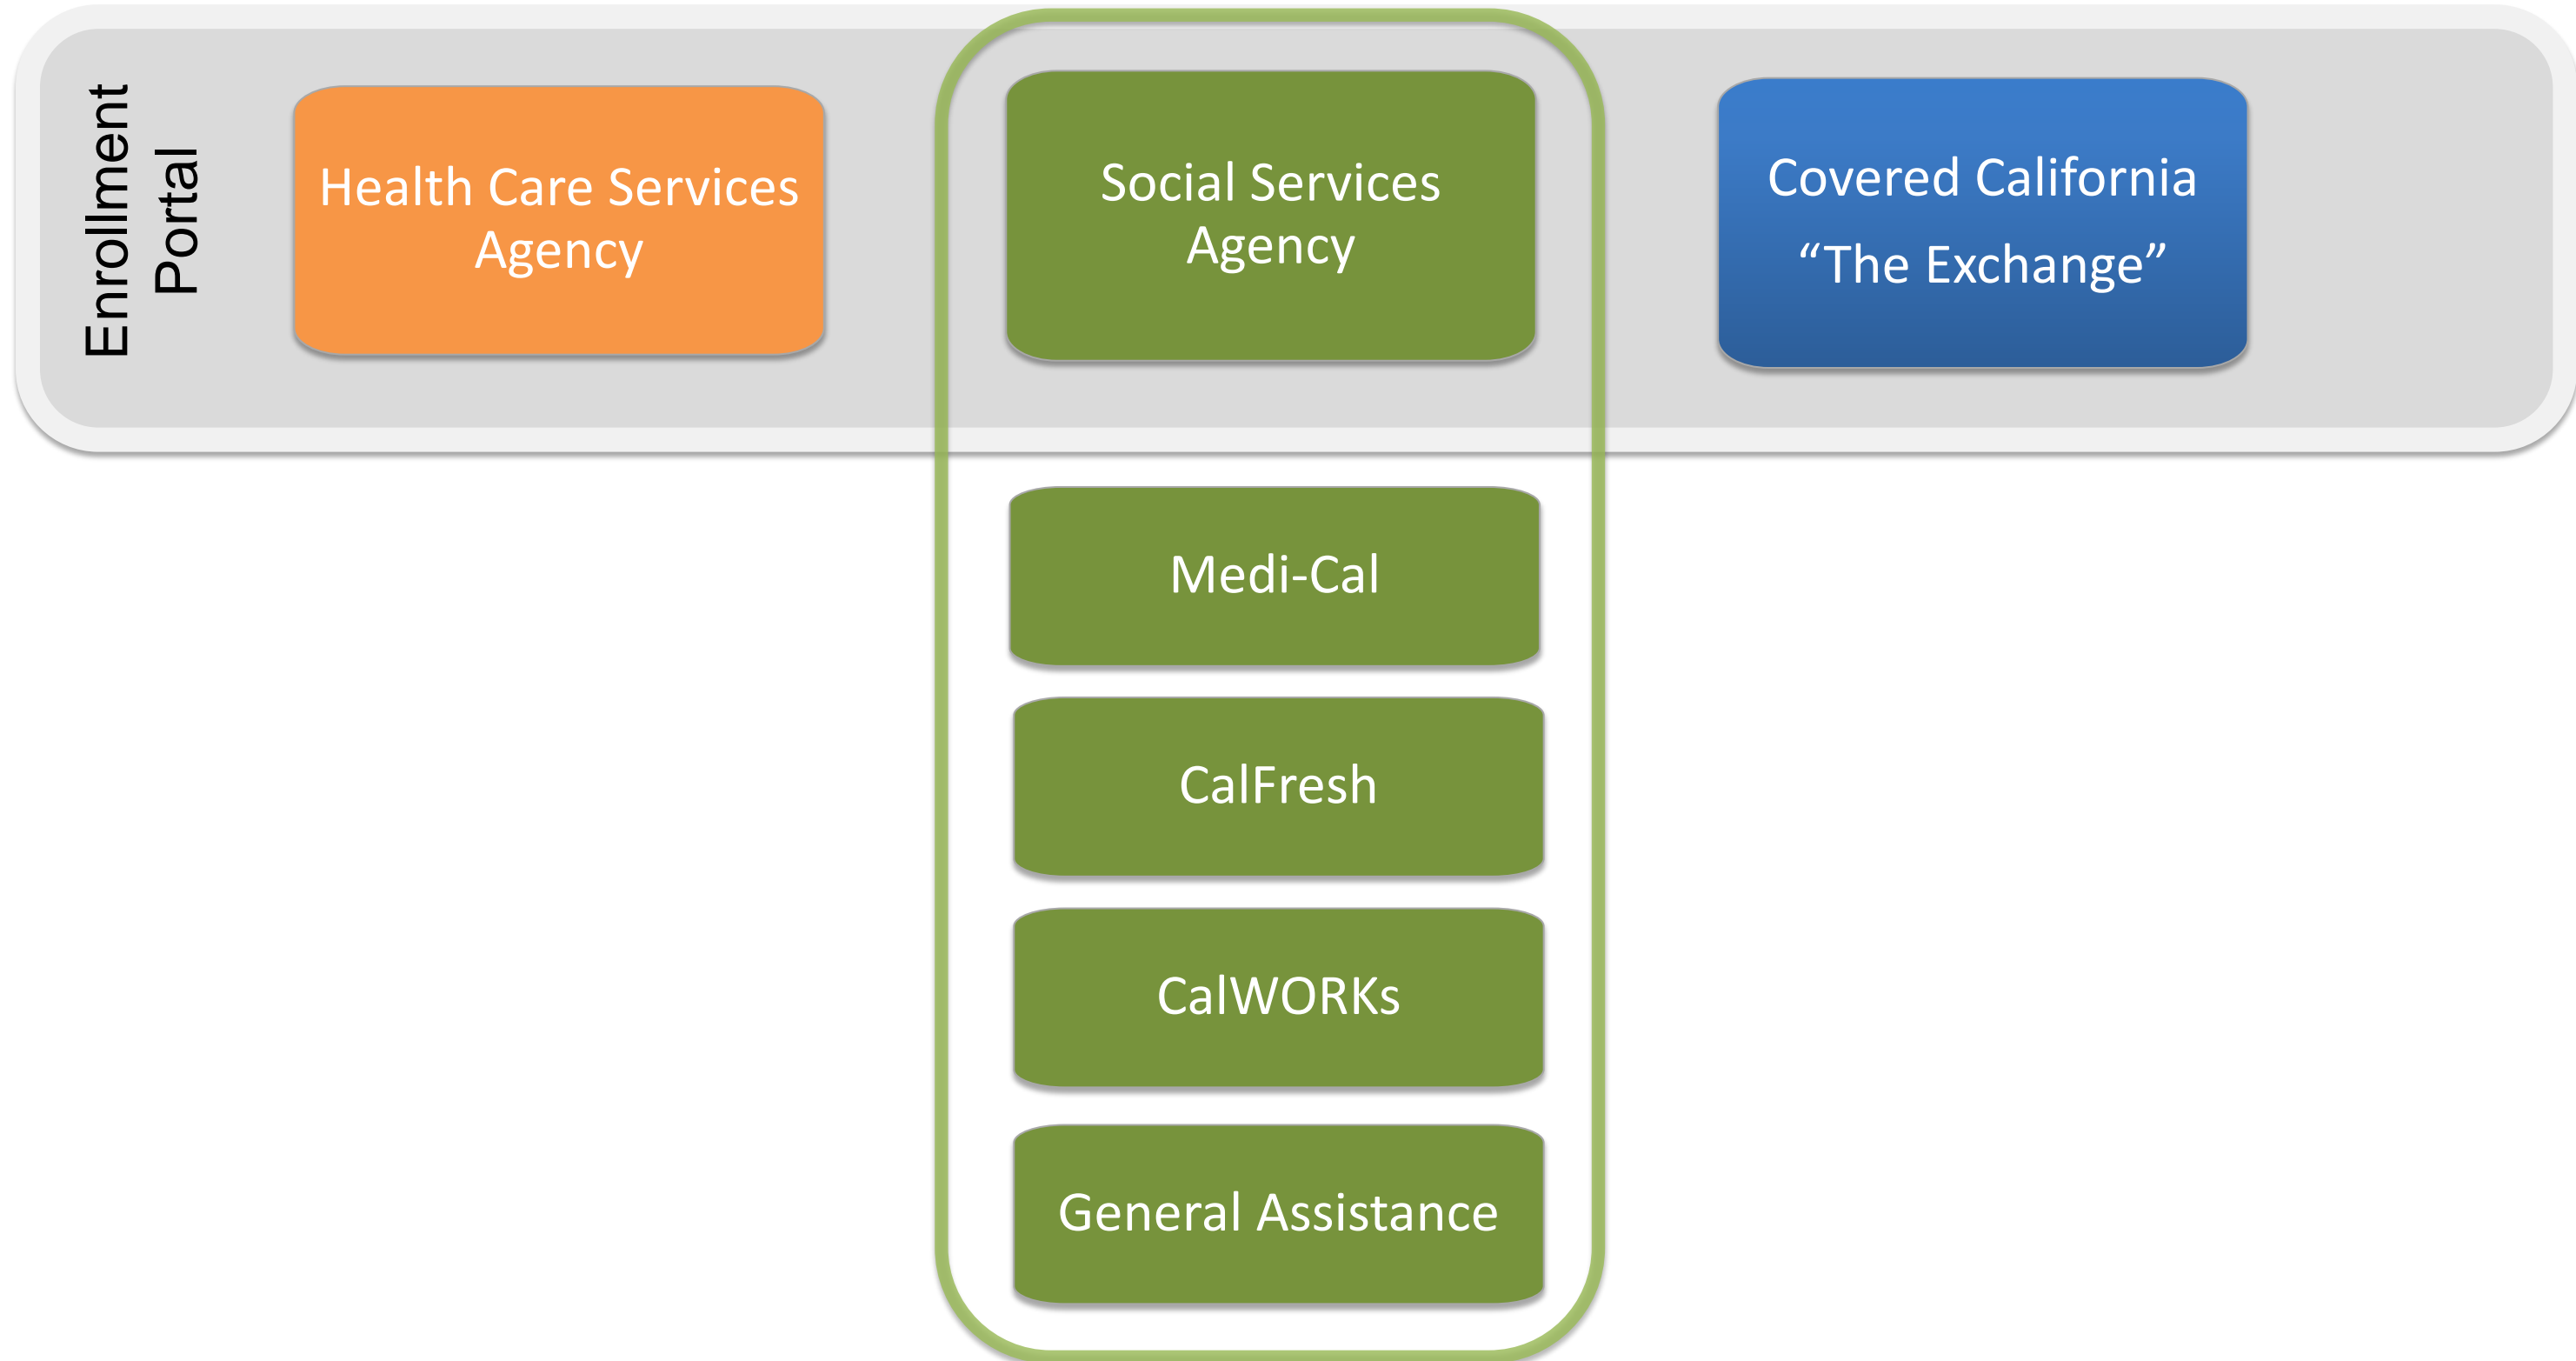 Enrollment
Portal
Health Care Services
Agency
Social Services
Agency
Covered California
“The Exchange”
Medi-Cal
CalFresh
CalWORKs
General Assistance